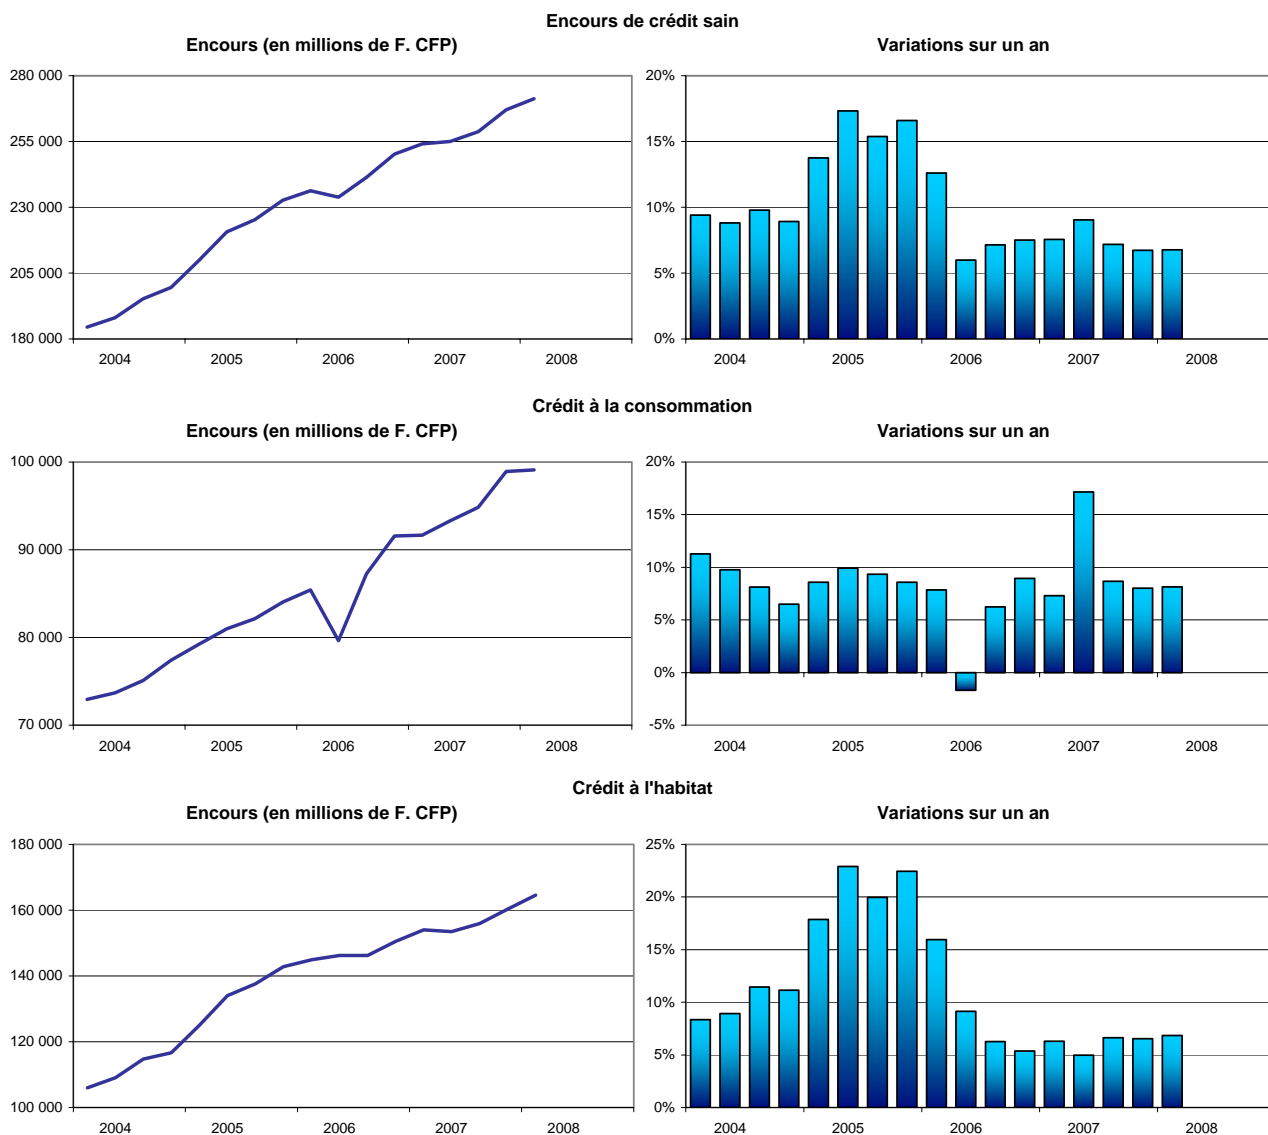 Encours de crédit sain
Encours (en millions de F. CFP)
Variations sur un an
280 000
255 000
230 000
205 000
180 000
2004 2005 2006 2007 2008
20%
15%
10%
5%
0%
2004 2005 2006 2007 2008
Crédit à la consommation
Encours (en millions de F. CFP)
Variations sur un an
100 000
90 000
80 000
70 000
2004 2005 2006 2007 2008
20%
15%
10%
5%
0%
-5%
2004 2005 2006 2007 2008
Crédit à l'habitat
Encours (en millions de F. CFP)
Variations sur un an
180 000
160 000
140 000
120 000
100 000
2004 2005 2006 2007 2008
25%
20%
15%
10%
5%
0%
2004 2005 2006 2007 2008